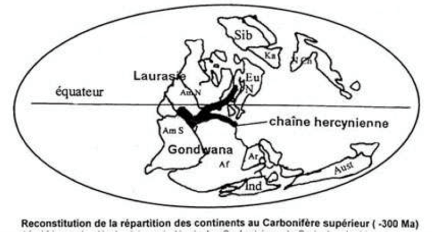 Sib
Ka
N Ch
Laurasie
Eu
N
Am N
équateur
chaîne hercynienne
Am S
Gondwana
Af
Ar
Ind
Aust
Reconstitution de la répartition des continents au Carbonifère supérieur ( -300 Ma)